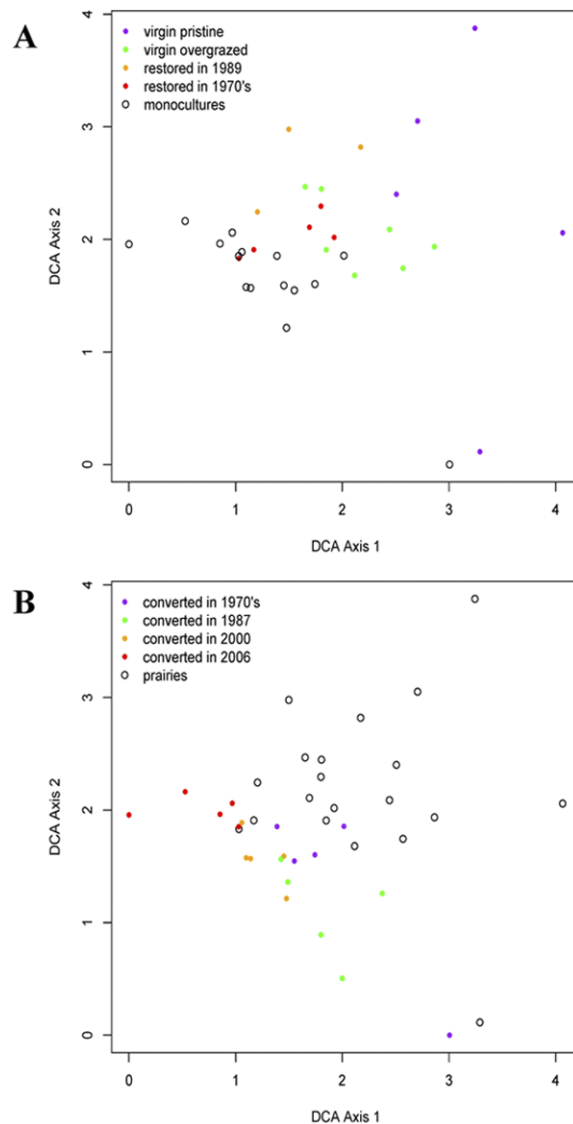 A
virgin pristine
virgin overgrazed
restored in 1989
restored in 1970's
monocultures
4
3
2
1
0
DCA Axis 2
0 1 2 3 4
DCA Axis 1
B
converted in 1970's
converted in 1987
converted in 2000
converted in 2006
prairies
4
3
2
1
0
DCA Axis 2
0 1 2 3 4
DCA Axis 1